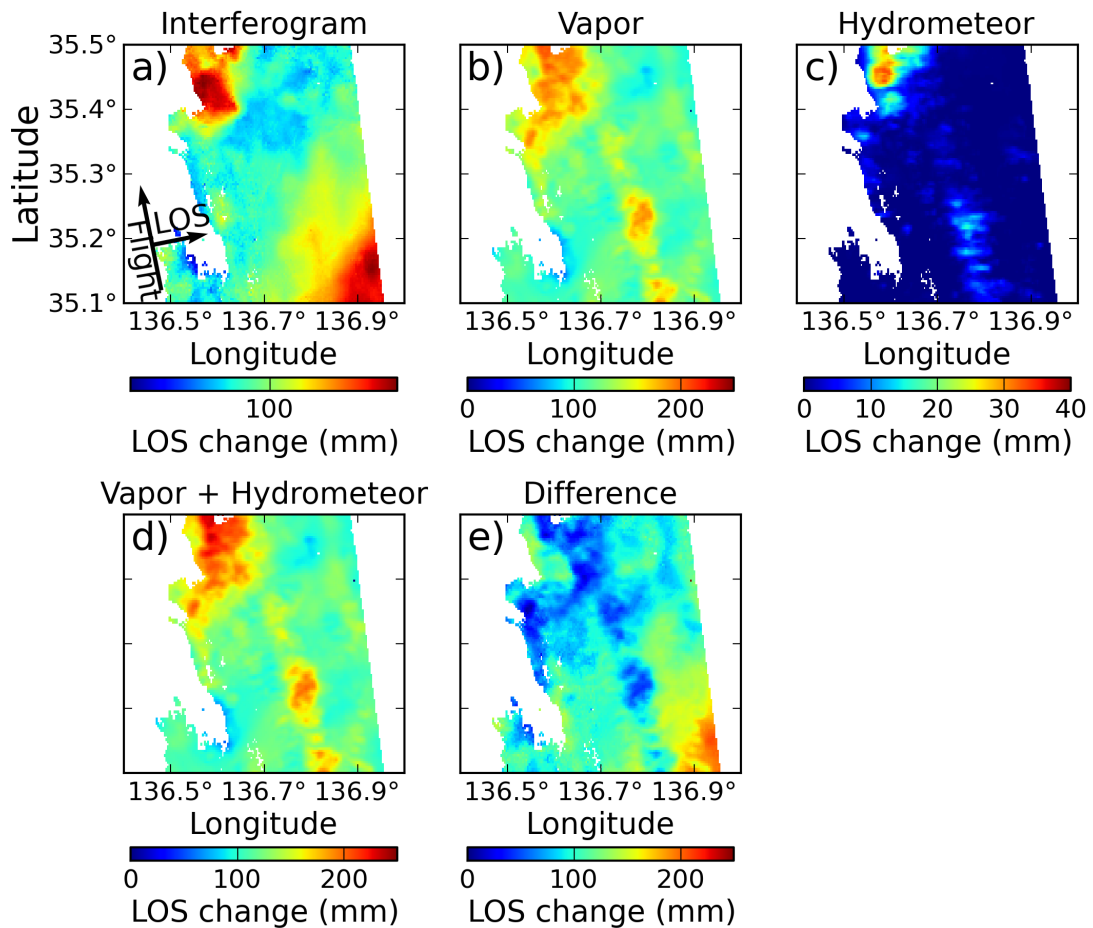 Interferogram
Vapor
Hydrometeor
a)
b)
c)
35.5°
35.4°
35.3°
35.2°
35.1°
Latitude
LOS
Flight
136.5° 136.7° 136.9°
136.5° 136.7° 136.9°
136.5° 136.7° 136.9°
Longitude
Longitude
Longitude
100
0 100 200
0 10 20 30 40
LOS change (mm)
LOS change (mm)
LOS change (mm)
Vapor + Hydrometeor
Difference
d)
e)
136.5° 136.7° 136.9°
136.5° 136.7° 136.9°
Longitude
Longitude
0 100 200
0 100 200
LOS change (mm)
LOS change (mm)